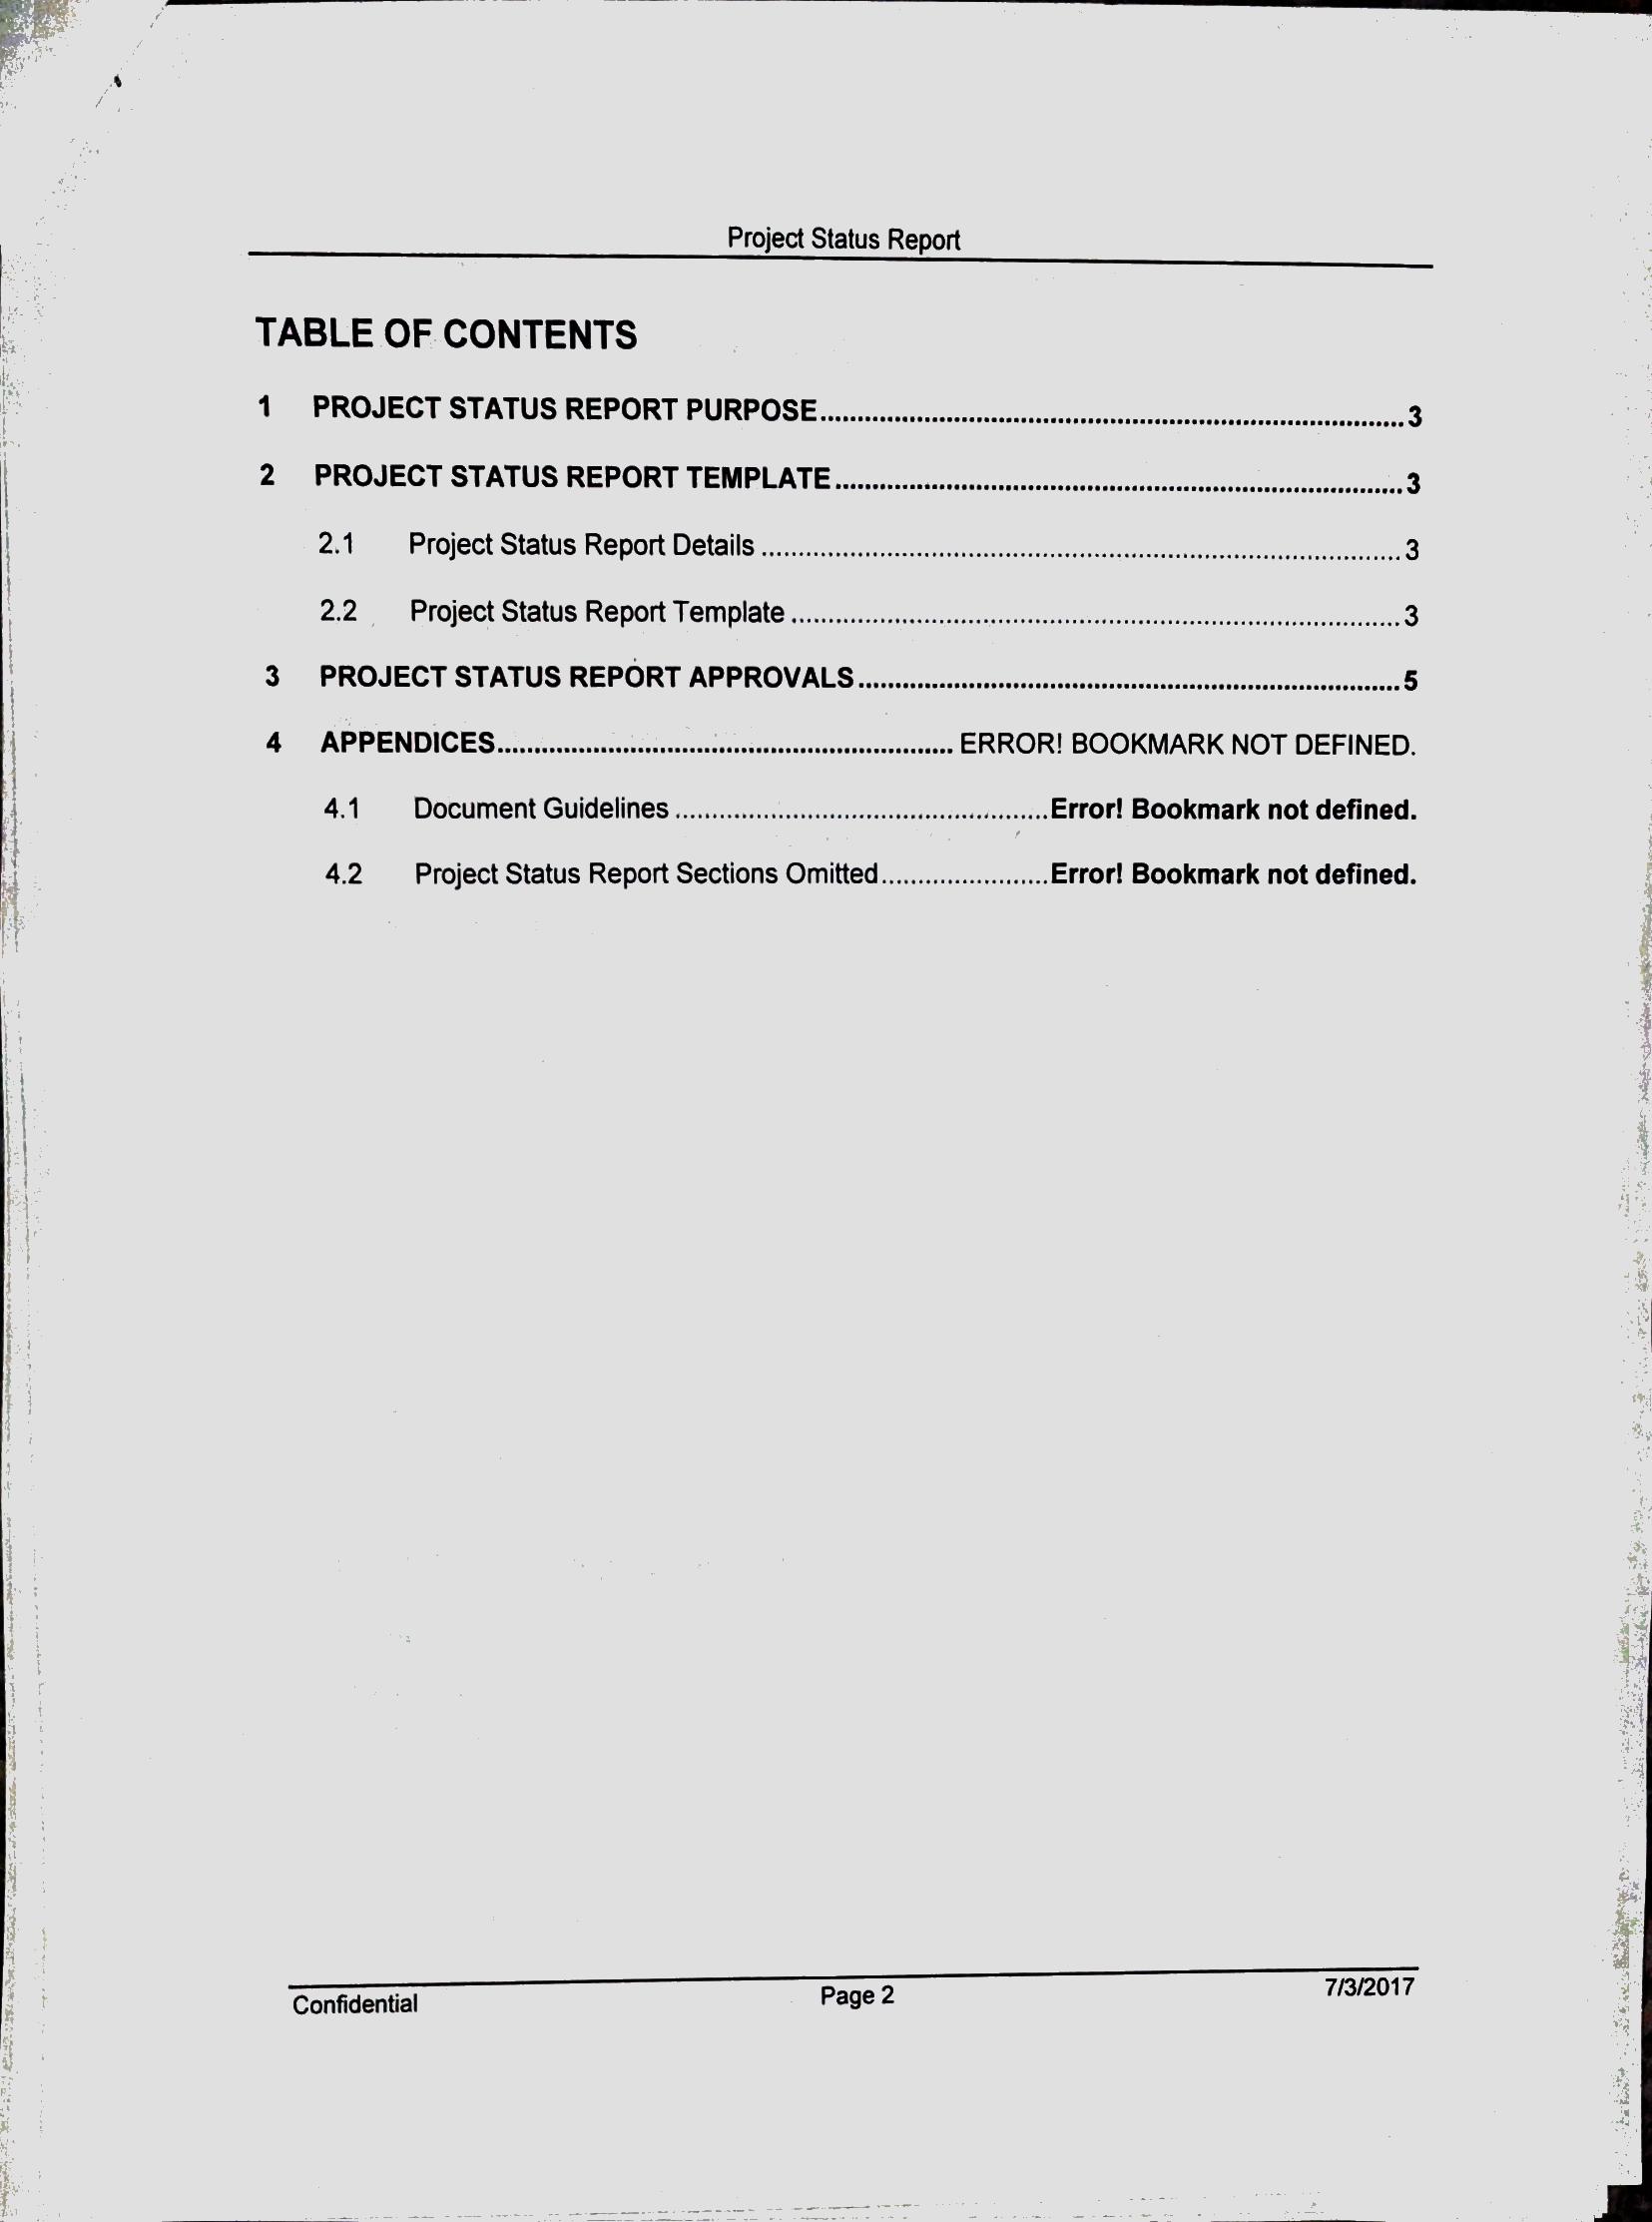 Project Status Report
TABLE OF CONTENTS
1 PROJECT STATUS REPORT PURPOSE.......................................................................3
2 PROJECT STATUS REPORT TEMPLATE.......................................................................3
2.1 Project Status Report Details.......................................................................3
2.2 Project Status Report Template.......................................................................3
3 PROJECT STATUS REPORT APPROVALS.......................................................................5
4 APPENDICES.............................................................. ERROR! BOOKMARK NOT DEFINED.
4.1 Document Guidelines..................................................Error! Bookmark not defined.
4.2 Project Status Report Sections Omitted.......................Error! Bookmark not defined.
Confidential Page 2 7/3/2017